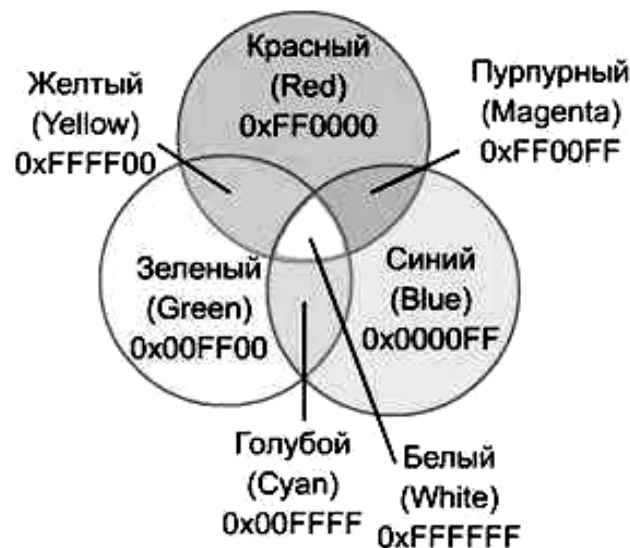 Красный
(Red)
0xFF0000
Желтый
(Yellow)
0xFFFF00
Пурпурный
(Magenta)
0xFF00FF
Зеленый
(Green)
0x00FF00
Синий
(Blue)
0x0000FF
Голубой
(Cyan)
0x00FFFF
Белый
(White)
0xFFFFFF